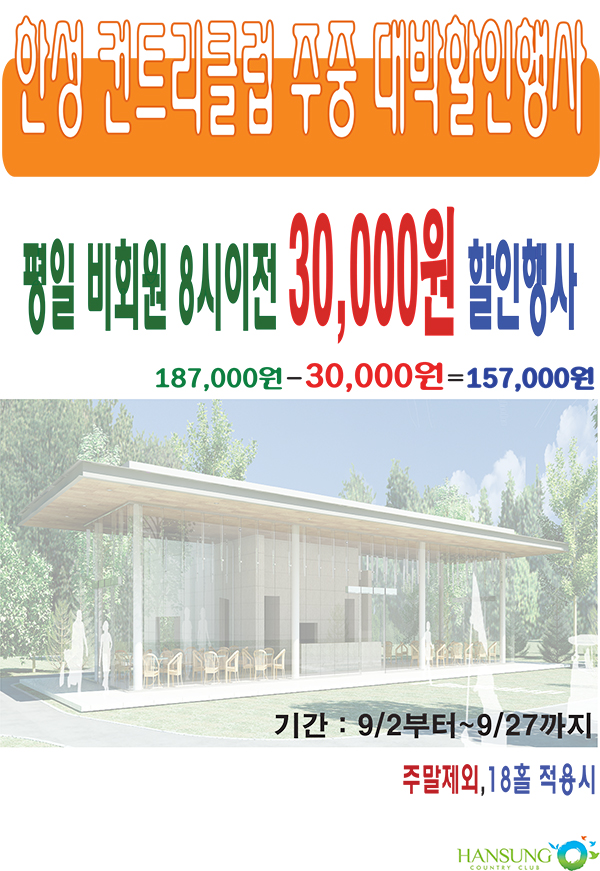 한성 컨트리클럽 주중 대박할인행사
평일 비회원 8시이전 30,000원 할인행사
187,000원-30,000원=157,000원
기간 : 9/2부터~9/27까지
주말제외,18홀 적용시
HANSUNG
COUNTRY CLUB